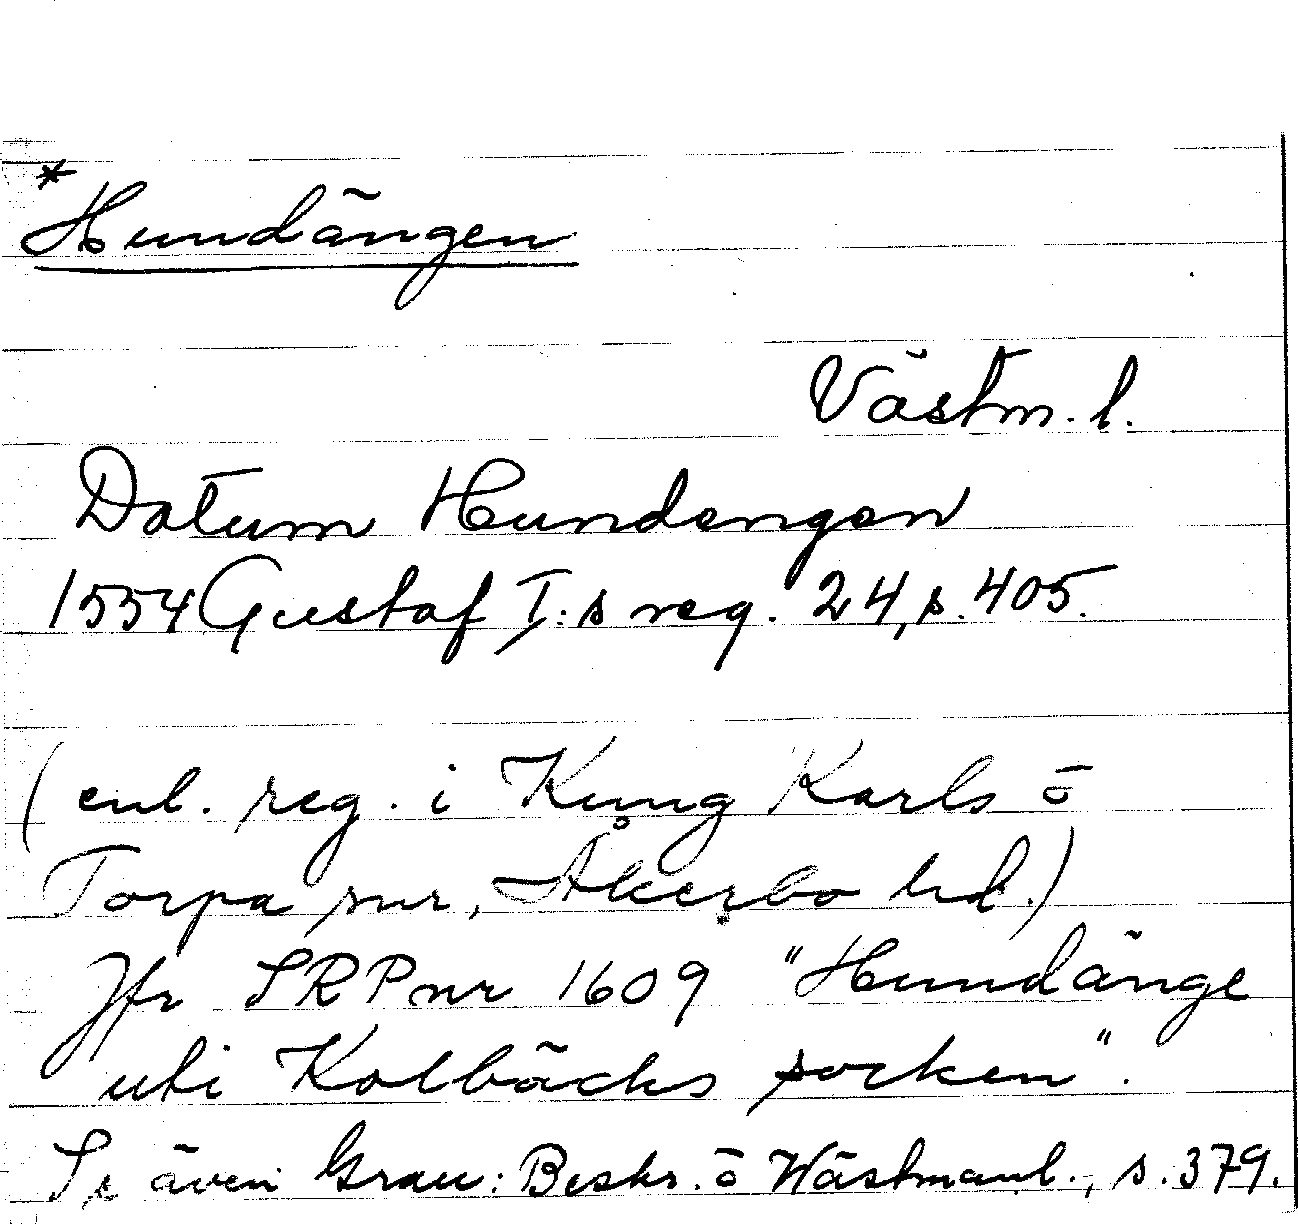 * Hundängen
Västm. l.
Datum Hundengen
1554 Gustaf I:s reg. 24, s. 405.
(enl. reg. i Kung Karls o
Torpa snr, Åkerbo hd.)
Jfr SRP nr 1609 "Hundänge
uti Kolbäcks socken".
Se även Grau: Beskr. ö Wästmanl., s. 379.